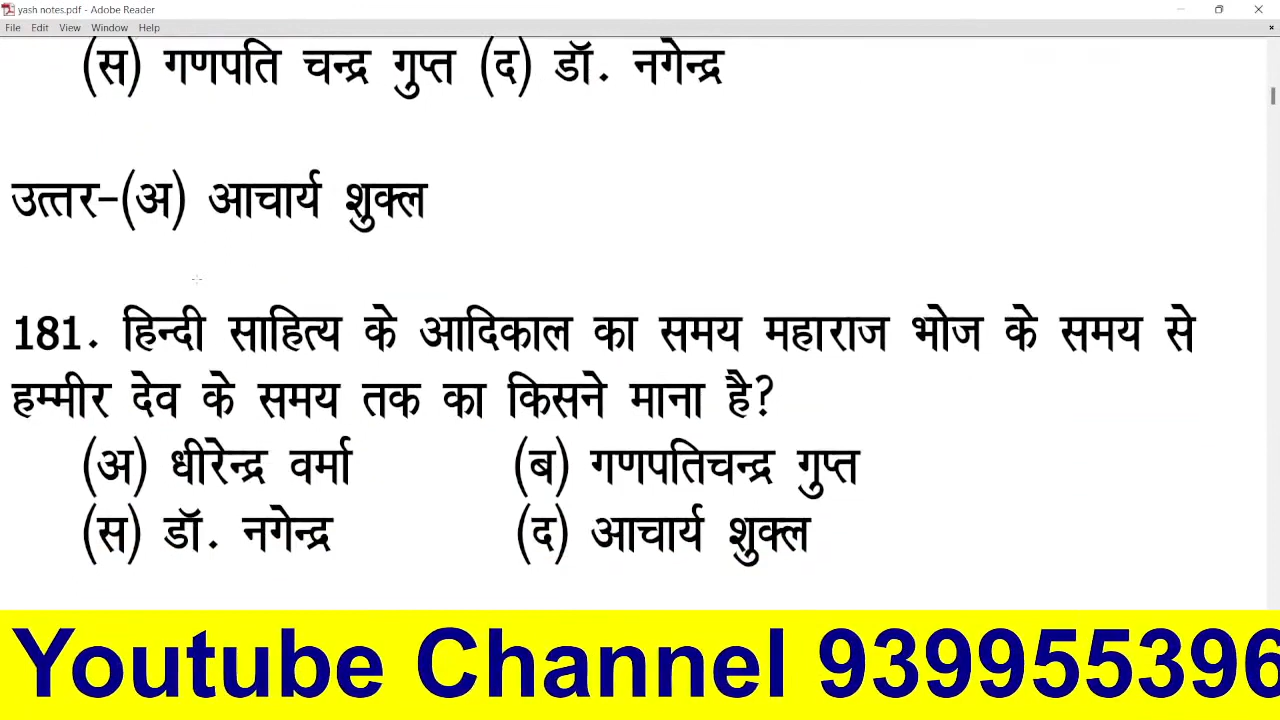 yash notes.pdf - Adobe Reader
File Edit View Window Help
(स) गणपति चन्द्र गुप्त (द) डॉ. नगेन्द्र
उत्तर-(अ) आचार्य शुक्ल
181. हिन्दी साहित्य के आदिकाल का समय महाराज भोज के समय से
हम्मीर देव के समय तक का किसने माना है?
(अ) धीरेन्द्र वर्मा (ब) गणपतिचन्द्र गुप्त
(स) डॉ. नगेन्द्र (द) आचार्य शुक्ल
Youtube Channel 939955396